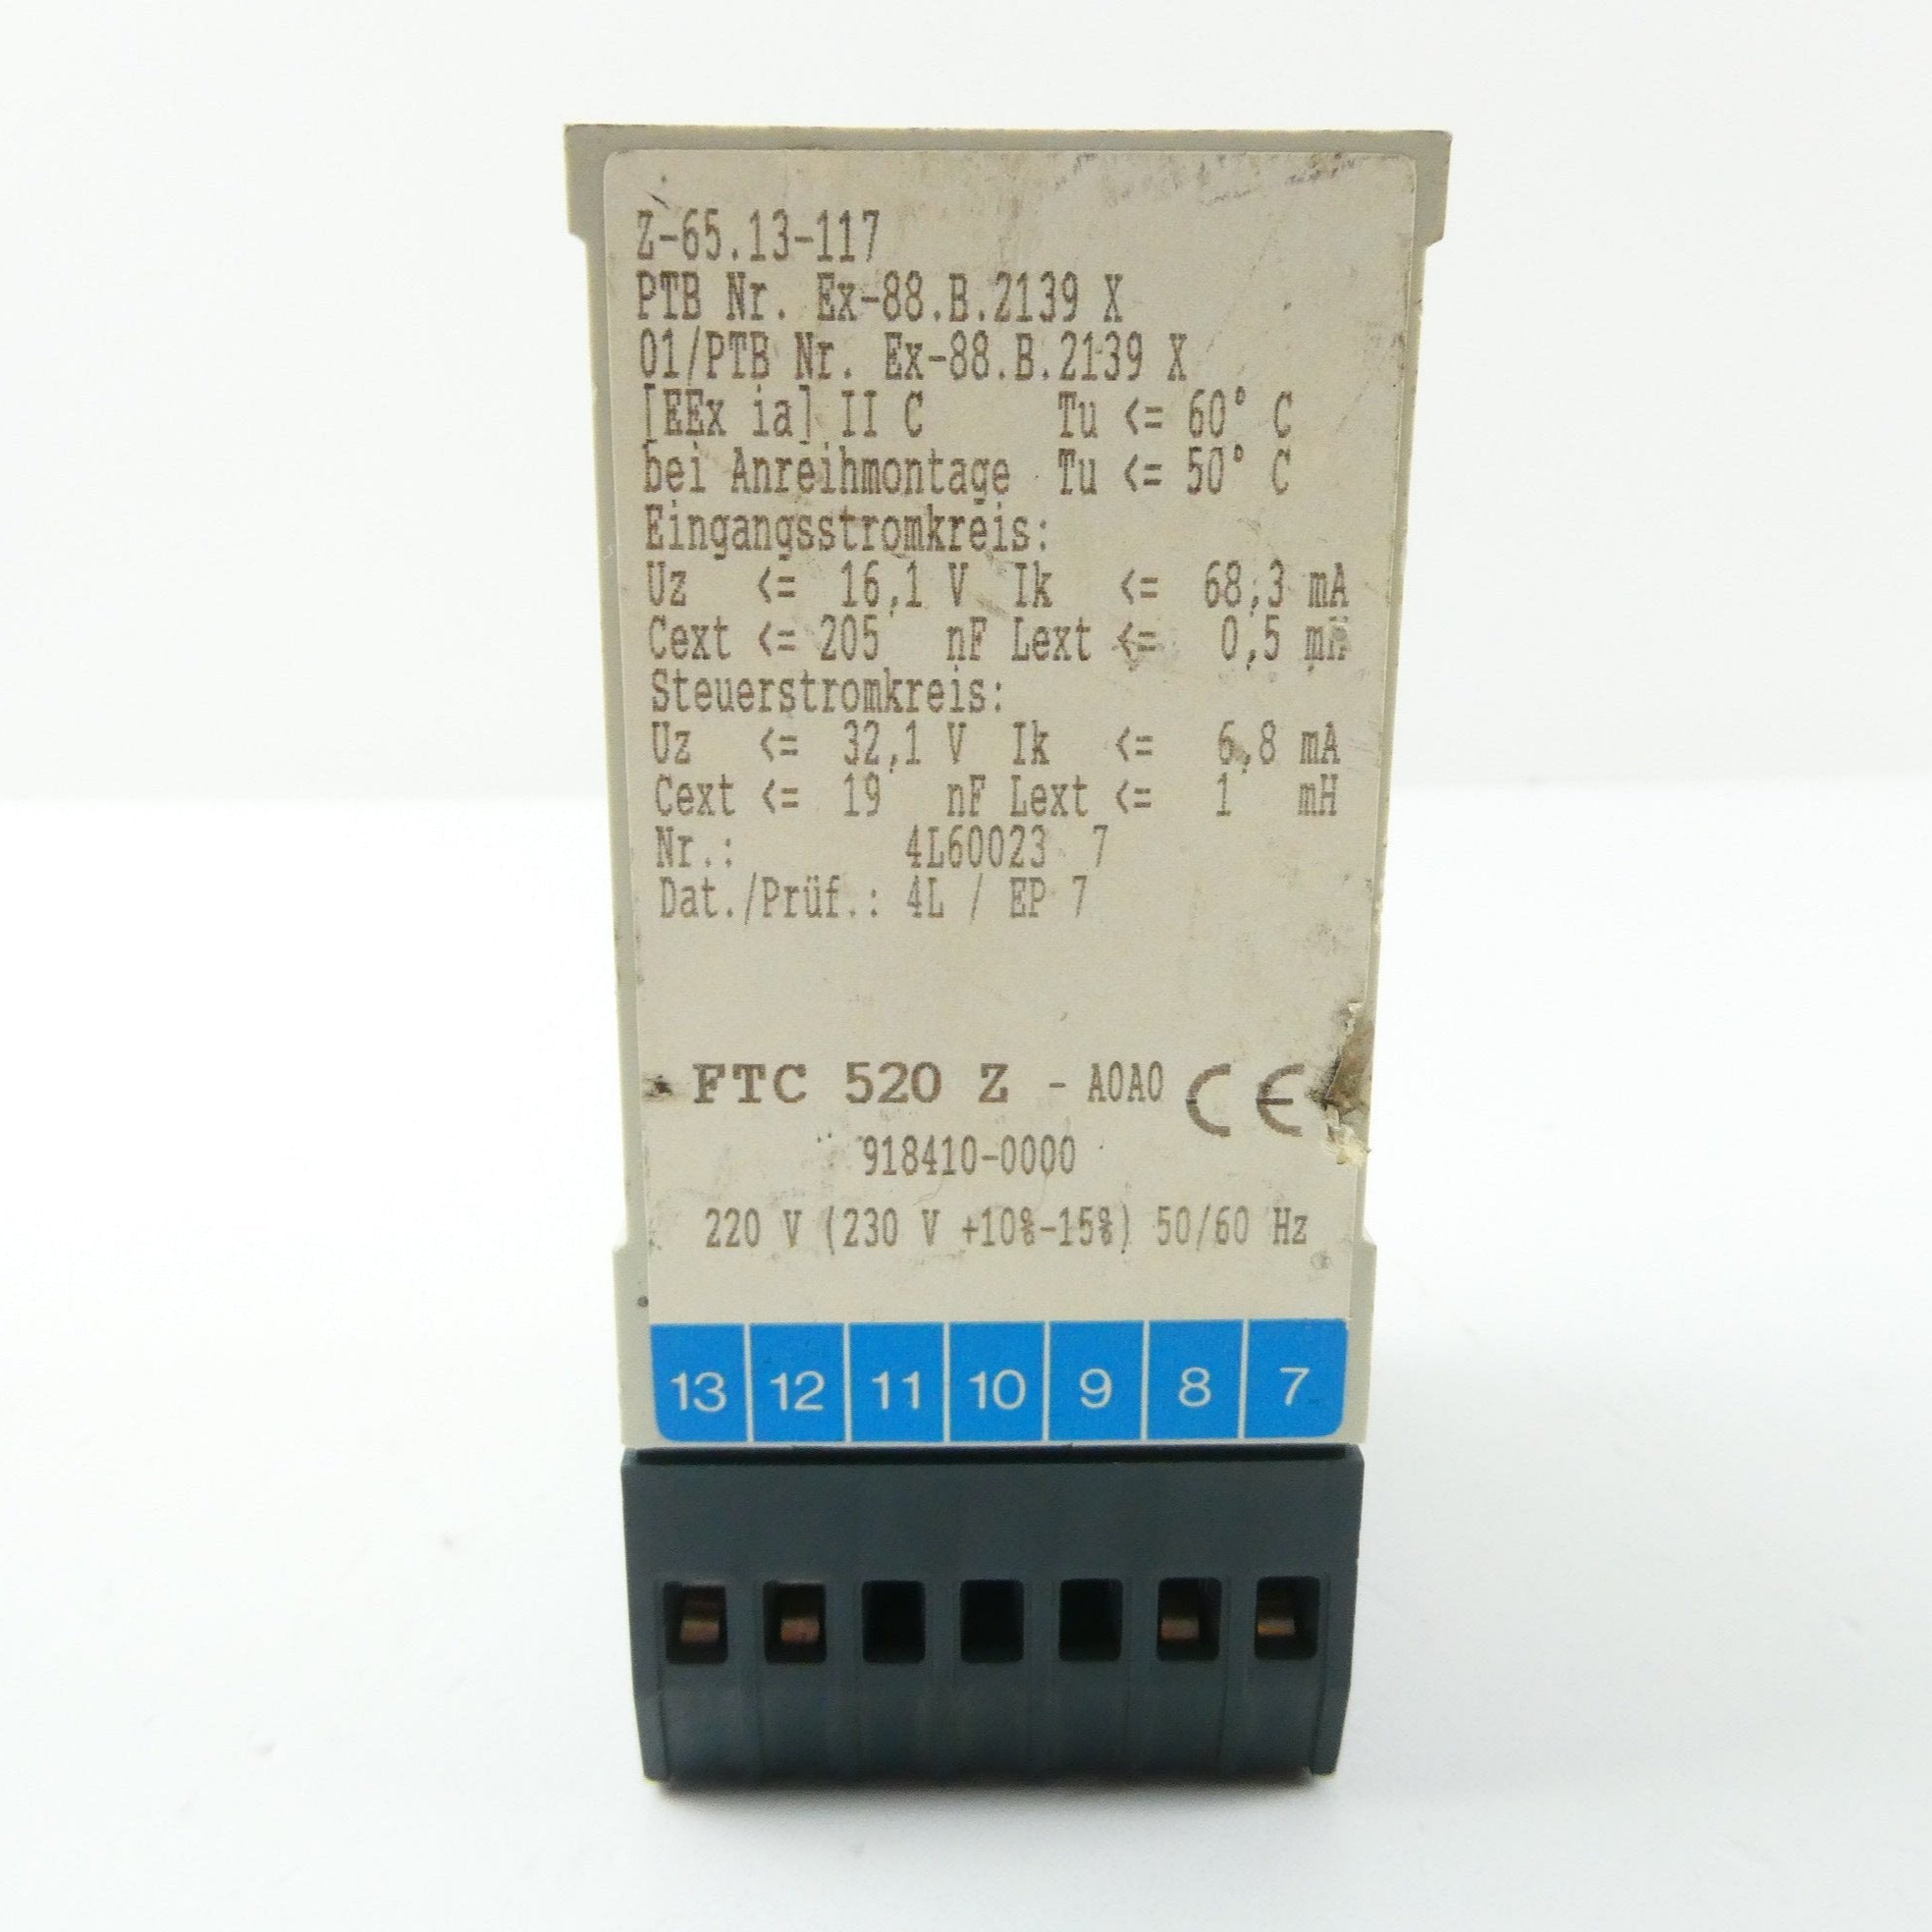 Z-65.13-117
PTB Nr. Ex-88.B.2139 X
01/PTB Nr. Ex-88.B.2139 X
[EEx ia] II C Tu <= 60° C
bei Anreihmontage Tu <= 50° C
Eingangsstromkreis:
Uz <= 16,1 V Ik <= 68,3 mA
Cext <= 205 nF Lext <= 0,5 mH
Steuerstromkreis:
Uz <= 32,1 V Ik <= 6,8 mA
Cext <= 19 nF Lext <= 1 mH
Nr.: 4L60023 7
Dat./Prüf.: 4L / EP 7
FTC 520 Z - A0A0 CE
918410-0000
220 V (230 V +10%-15%) 50/60 Hz
13 12 11 10 9 8 7